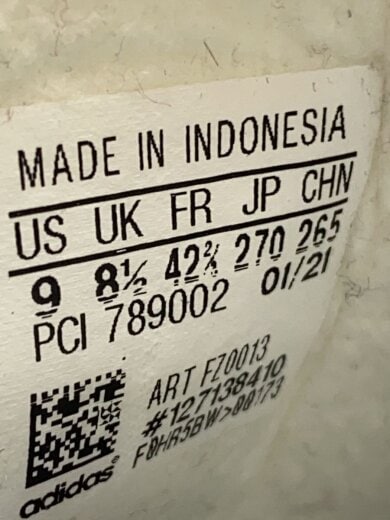 MADE IN INDONESIA
US UK FR JP CHN
9 8½ 42⅔ 270 265
PCI 789002 01/21
ART FZ0013
#127138410
adidas